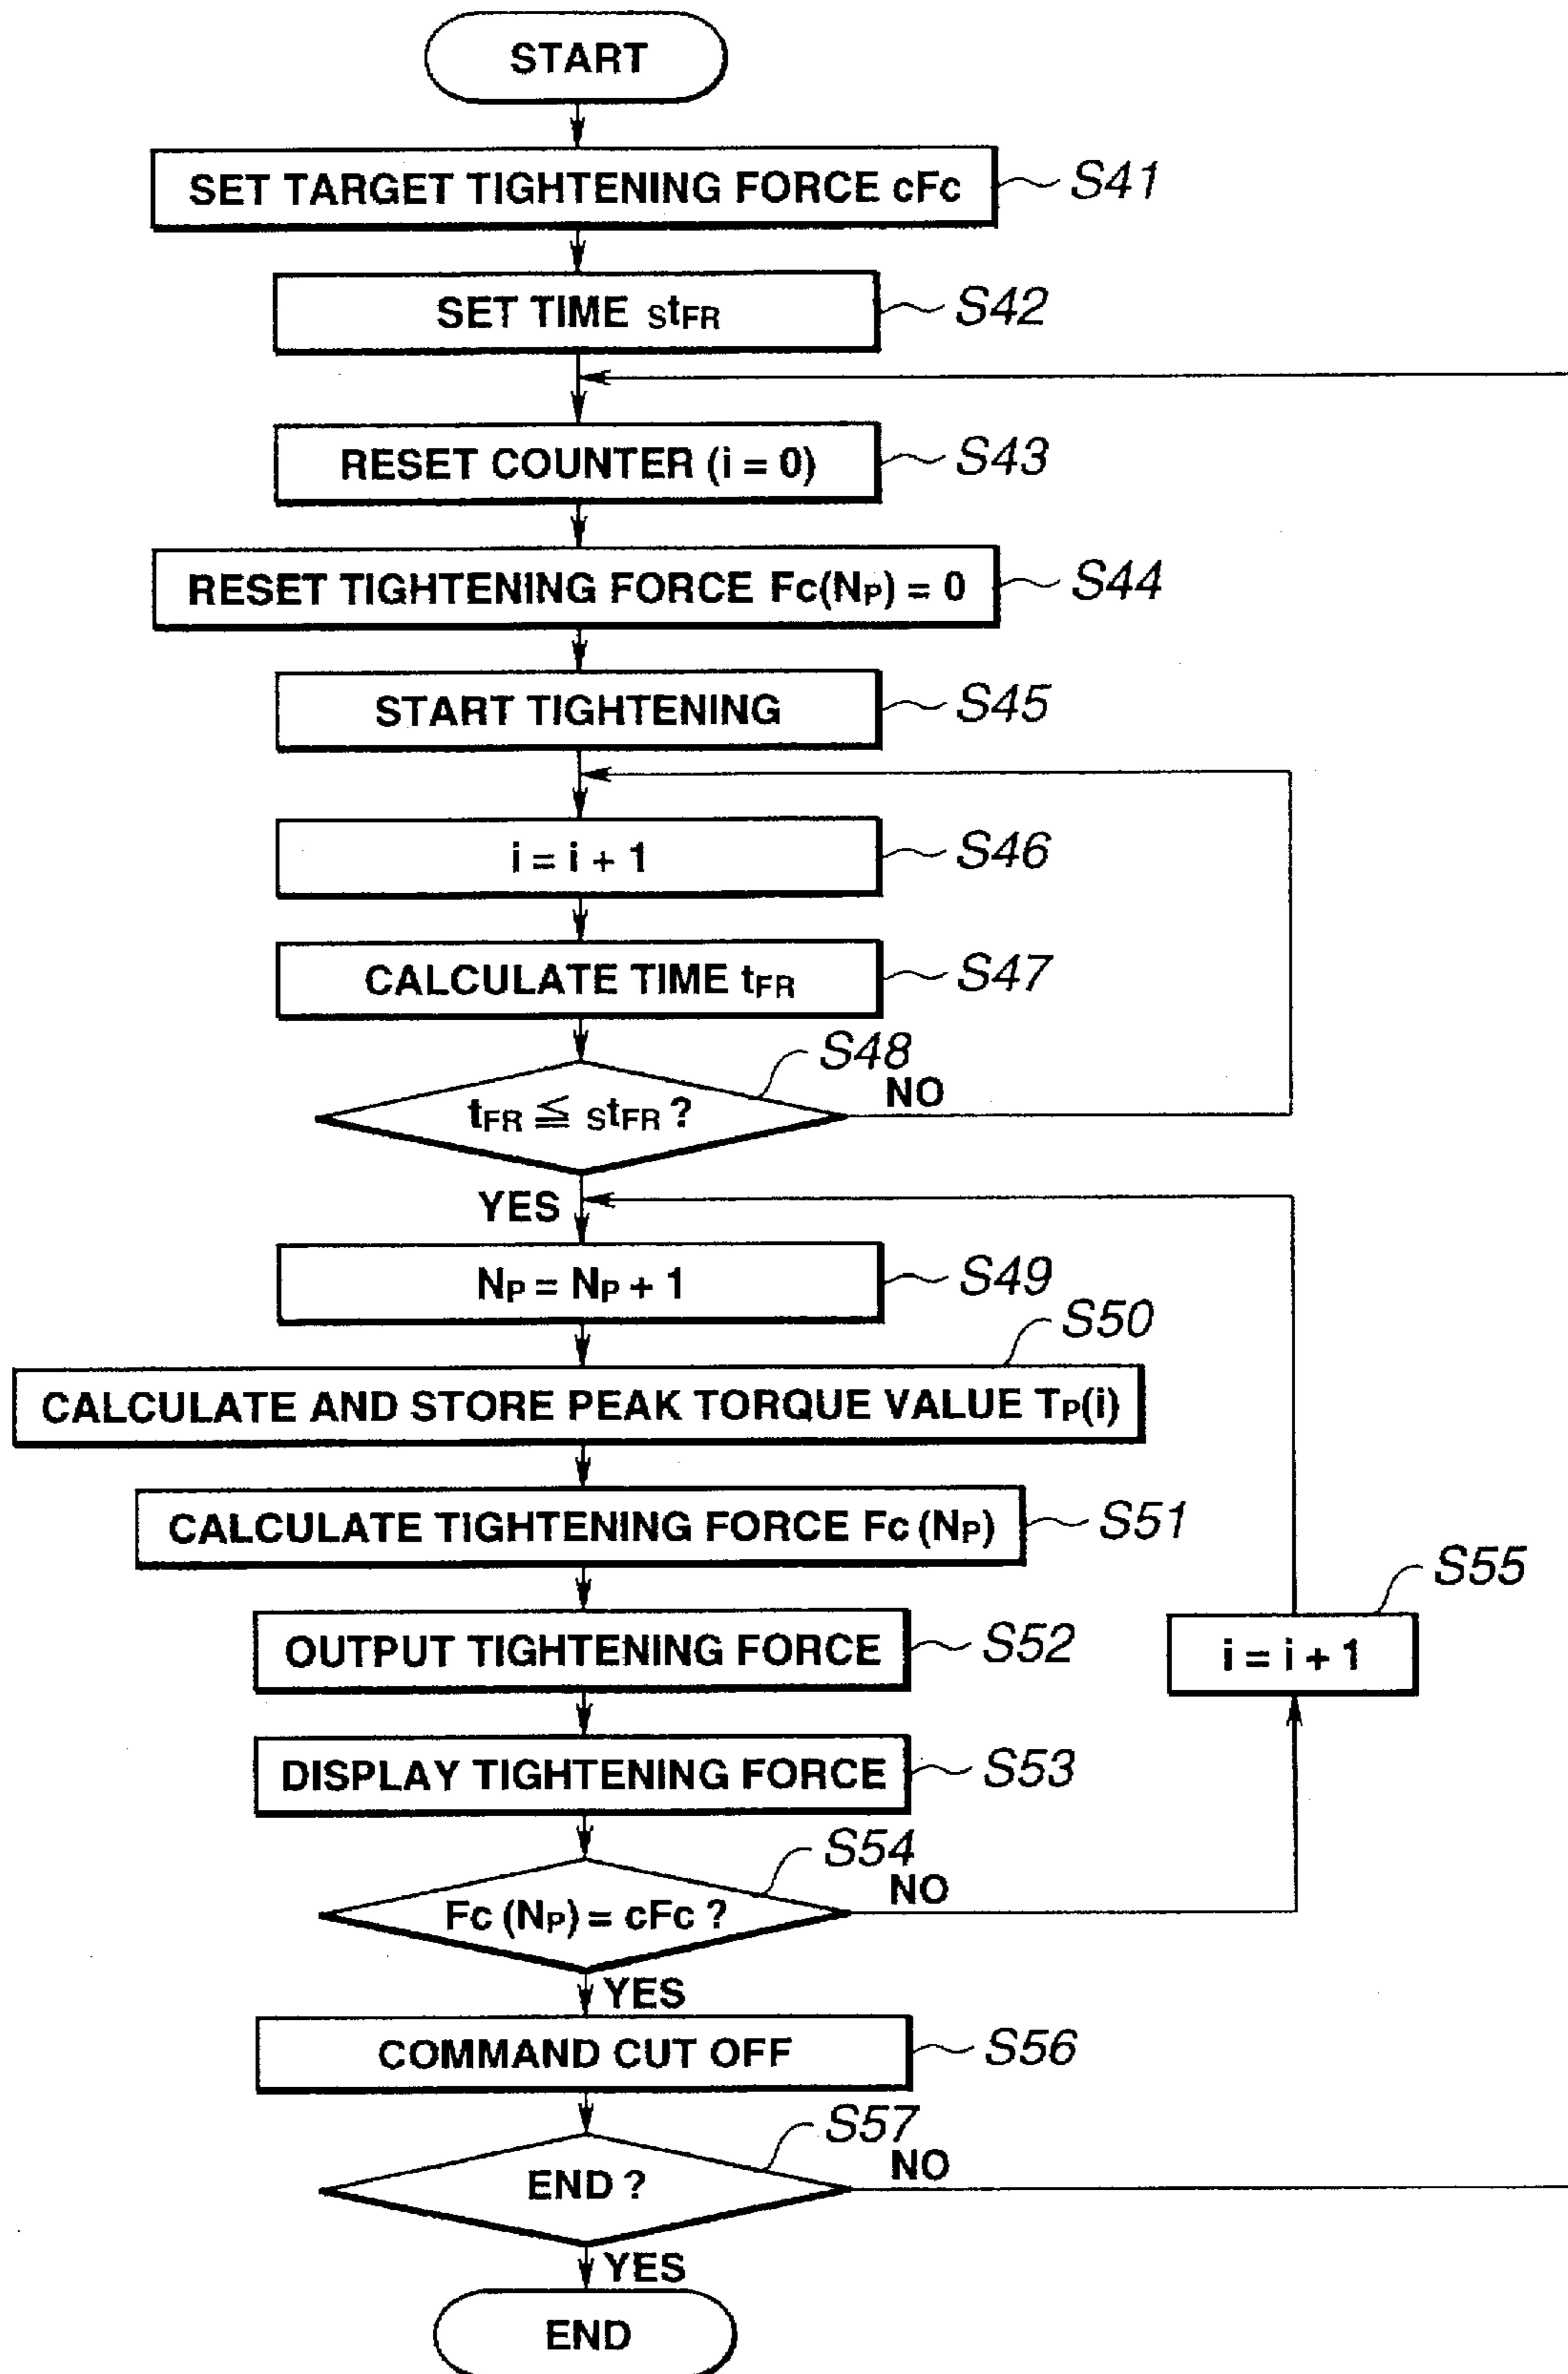 START
SET TARGET TIGHTENING FORCE cFc
S41
SET TIME StFR
S42
RESET COUNTER (i = 0)
S43
RESET TIGHTENING FORCE Fc(NP) = 0
S44
START TIGHTENING
S45
i = i + 1
S46
CALCULATE TIME tFR
S47
S48
tFR ≦ StFR ?
NO
YES
NP = NP + 1
S49
S50
CALCULATE AND STORE PEAK TORQUE VALUE TP(i)
CALCULATE TIGHTENING FORCE Fc (NP)
S51
OUTPUT TIGHTENING FORCE
S52
S55
i = i + 1
DISPLAY TIGHTENING FORCE
S53
S54
Fc (NP) = cFc ?
NO
YES
COMMAND CUT OFF
S56
S57
END ?
NO
YES
END